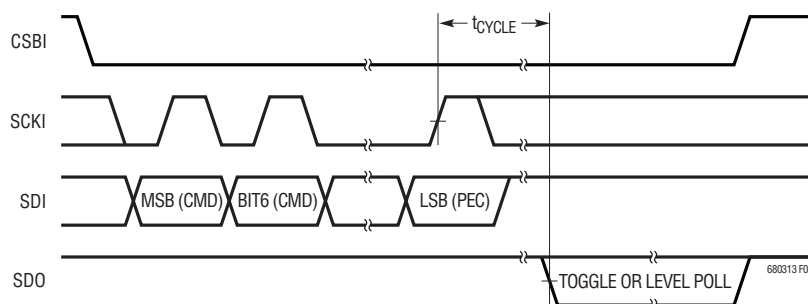 tCYCLE
CSBI
SCKI
SDI
MSB (CMD)
BIT6 (CMD)
LSB (PEC)
SDO
TOGGLE OR LEVEL POLL
680313 F0